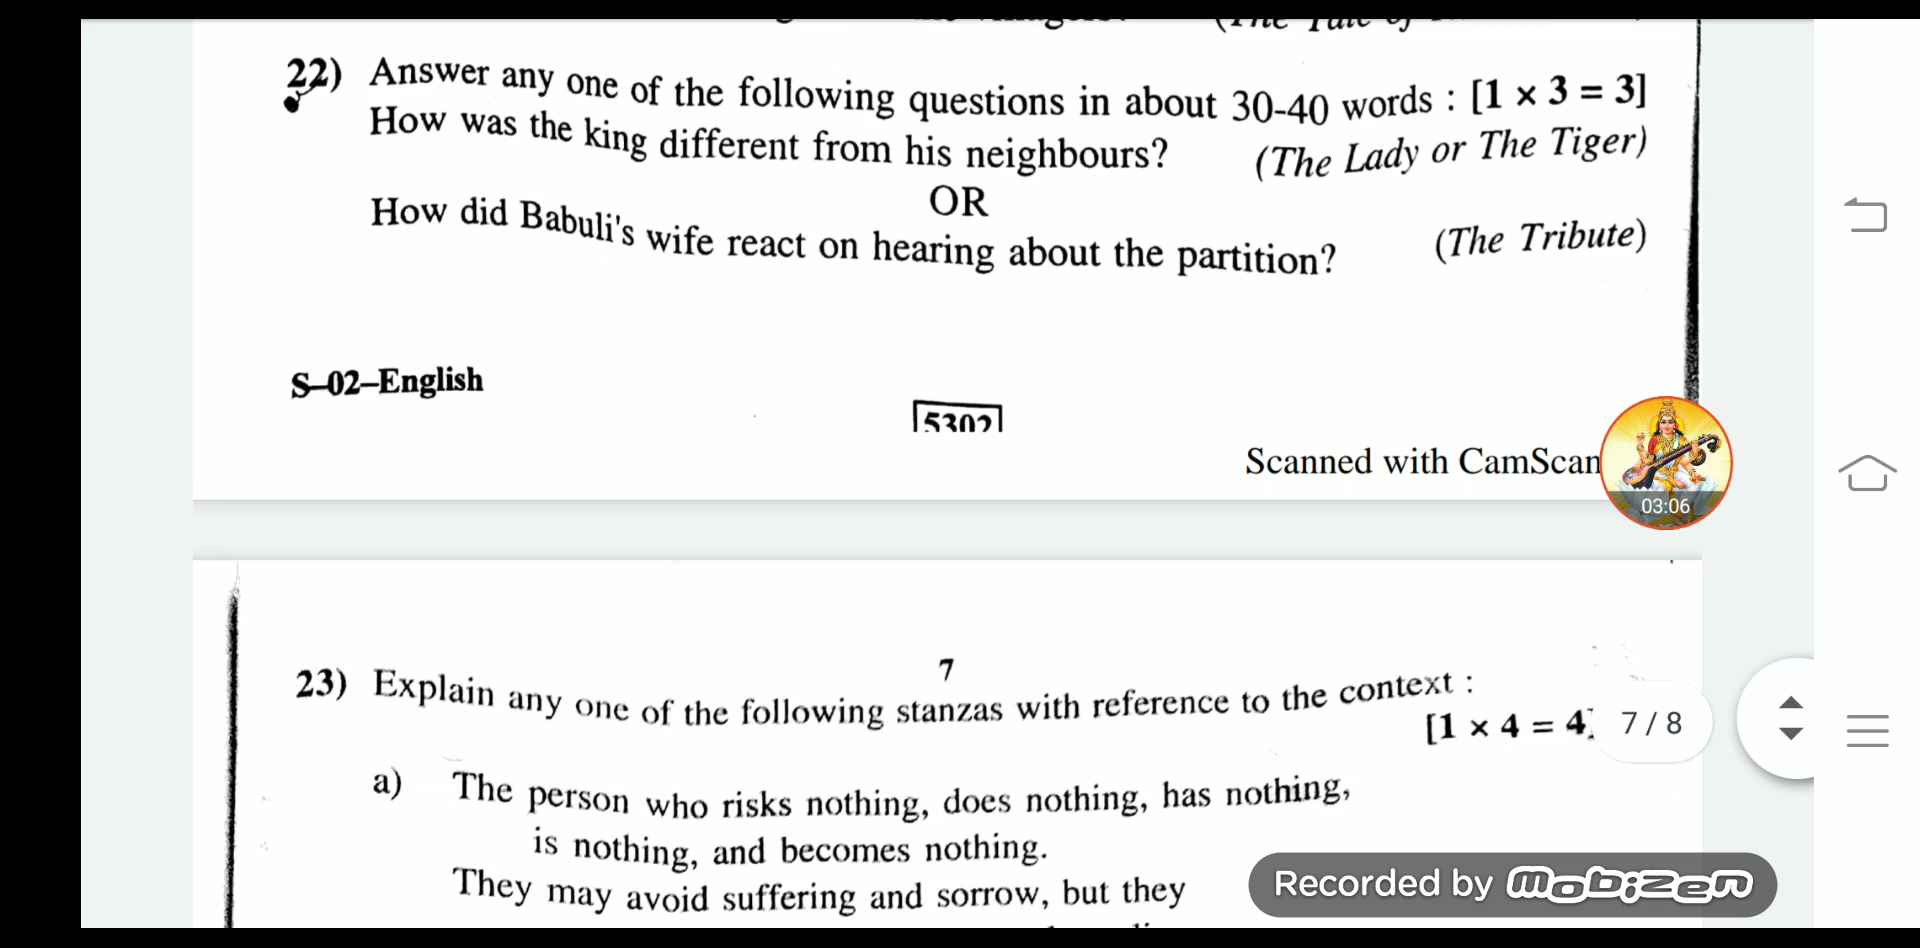 (The Tale of
22) Answer any one of the following questions in about 30-40 words : [1 × 3 = 3]
How was the king different from his neighbours? (The Lady or The Tiger)
OR
How did Babuli's wife react on hearing about the partition? (The Tribute)
S-02-English
5302
Scanned with CamScan
03:06
7
23) Explain any one of the following stanzas with reference to the context :
[1 × 4 = 4]
7 / 8
a) The person who risks nothing, does nothing, has nothing,
is nothing, and becomes nothing.
They may avoid suffering and sorrow, but they
Recorded by Mobizen